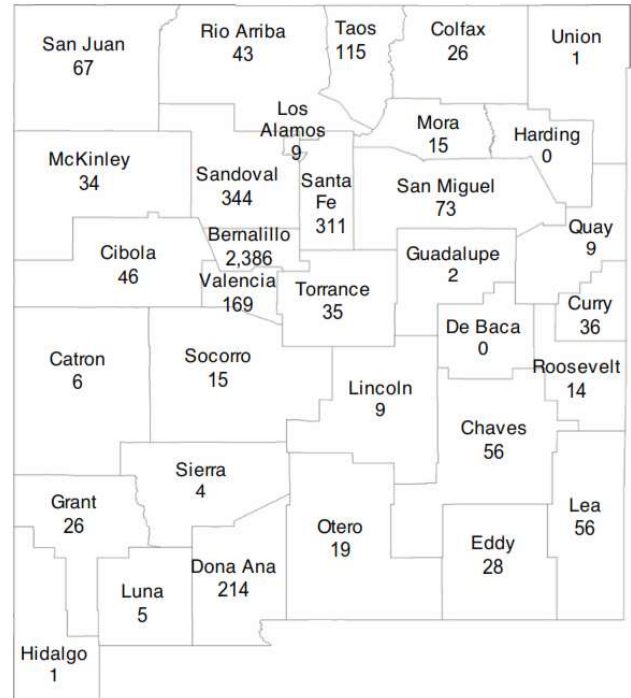 San Juan
67
Rio Arriba
43
Taos
115
Colfax
26
Union
1
Los
Alamos
9
Mora
15
Harding
0
McKinley
34
Sandoval
344
Santa
Fe
311
San Miguel
73
Quay
9
Cibola
46
Bernalillo
2,386
Valencia
169
Torrance
35
Guadalupe
2
Curry
36
De Baca
0
Catron
6
Socorro
15
Lincoln
9
Roosevelt
14
Chaves
56
Sierra
4
Grant
26
Otero
19
Lea
56
Eddy
28
Dona Ana
214
Luna
5
Hidalgo
1